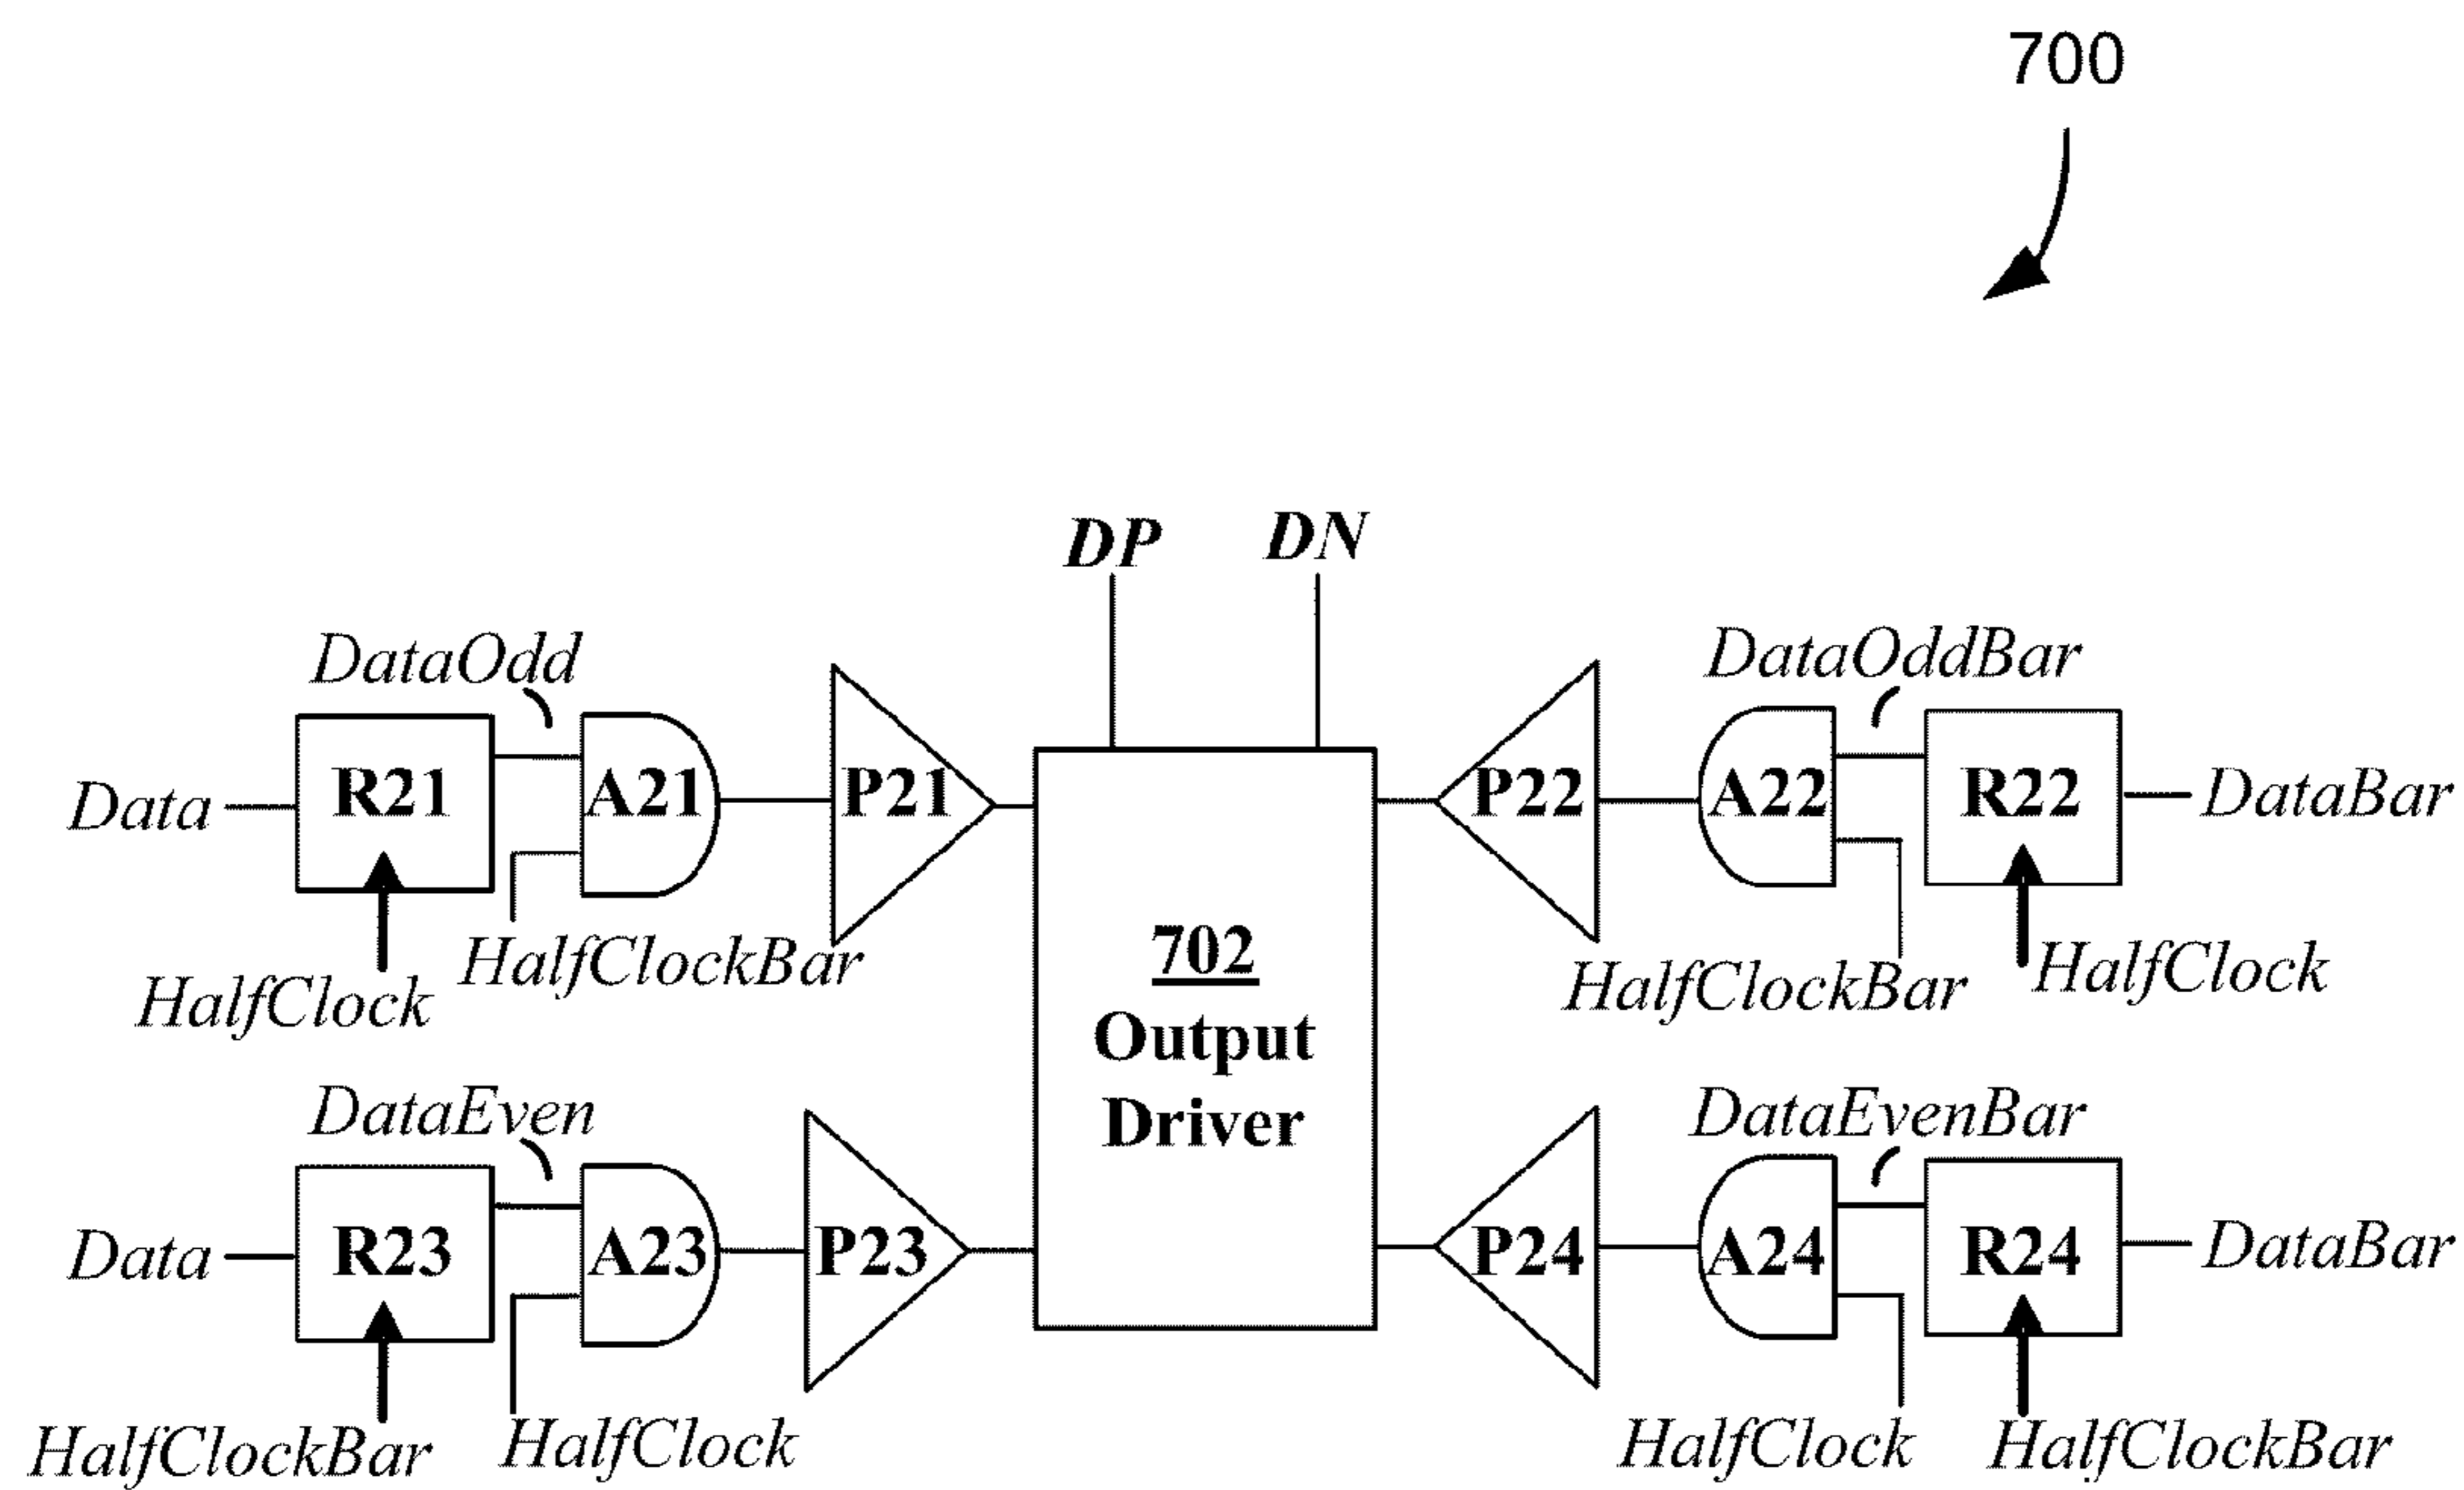 700
DP DN
DataOdd DataOddBar
Data R21 A21 P21 P22 A22 R22 DataBar
702
HalfClock HalfClockBar HalfClockBar HalfClock
Output
Driver
DataEven DataEvenBar
Data R23 A23 P23 P24 A24 R24 DataBar
HalfClockBar HalfClock HalfClock HalfClockBar